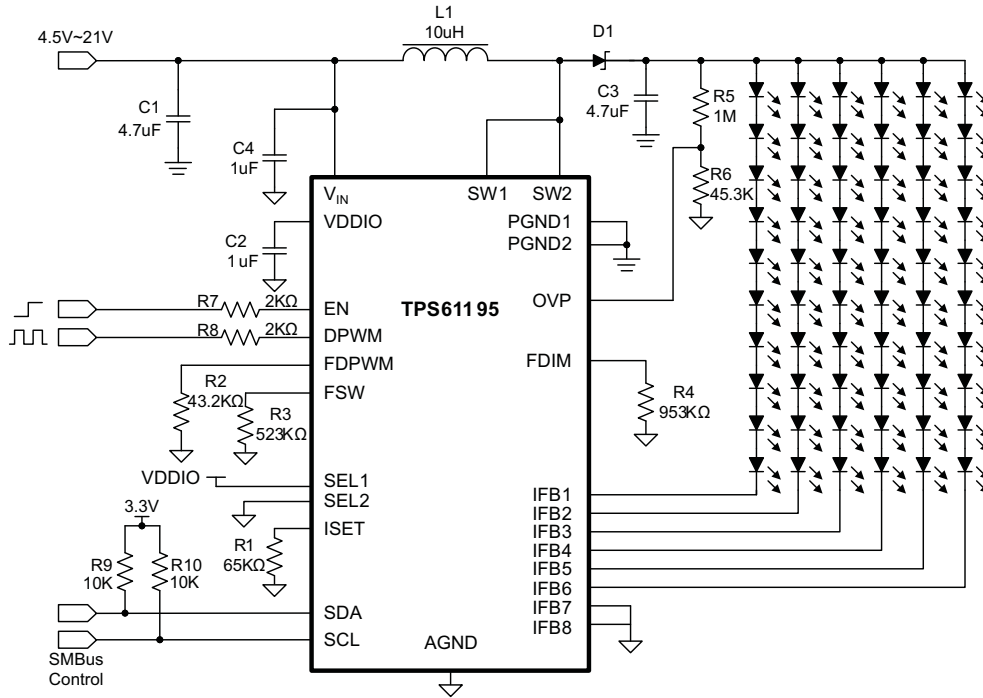 L1
10uH
4.5V~21V
D1
C1
4.7uF
C3
4.7uF
R5
1M
C4
1uF
R6
45.3K
VIN
SW1
SW2
VDDIO
PGND1
PGND2
C2
1uF
R7
2KΩ
EN
TPS61195
OVP
R8
2KΩ
DPWM
FDPWM
FDIM
R2
43.2KΩ
FSW
R3
523KΩ
R4
953KΩ
VDDIO
SEL1
SEL2
3.3V
ISET
R1
65KΩ
R9
10K
R10
10K
IFB1
IFB2
IFB3
IFB4
IFB5
IFB6
IFB7
IFB8
SDA
SCL
AGND
SMBus
Control